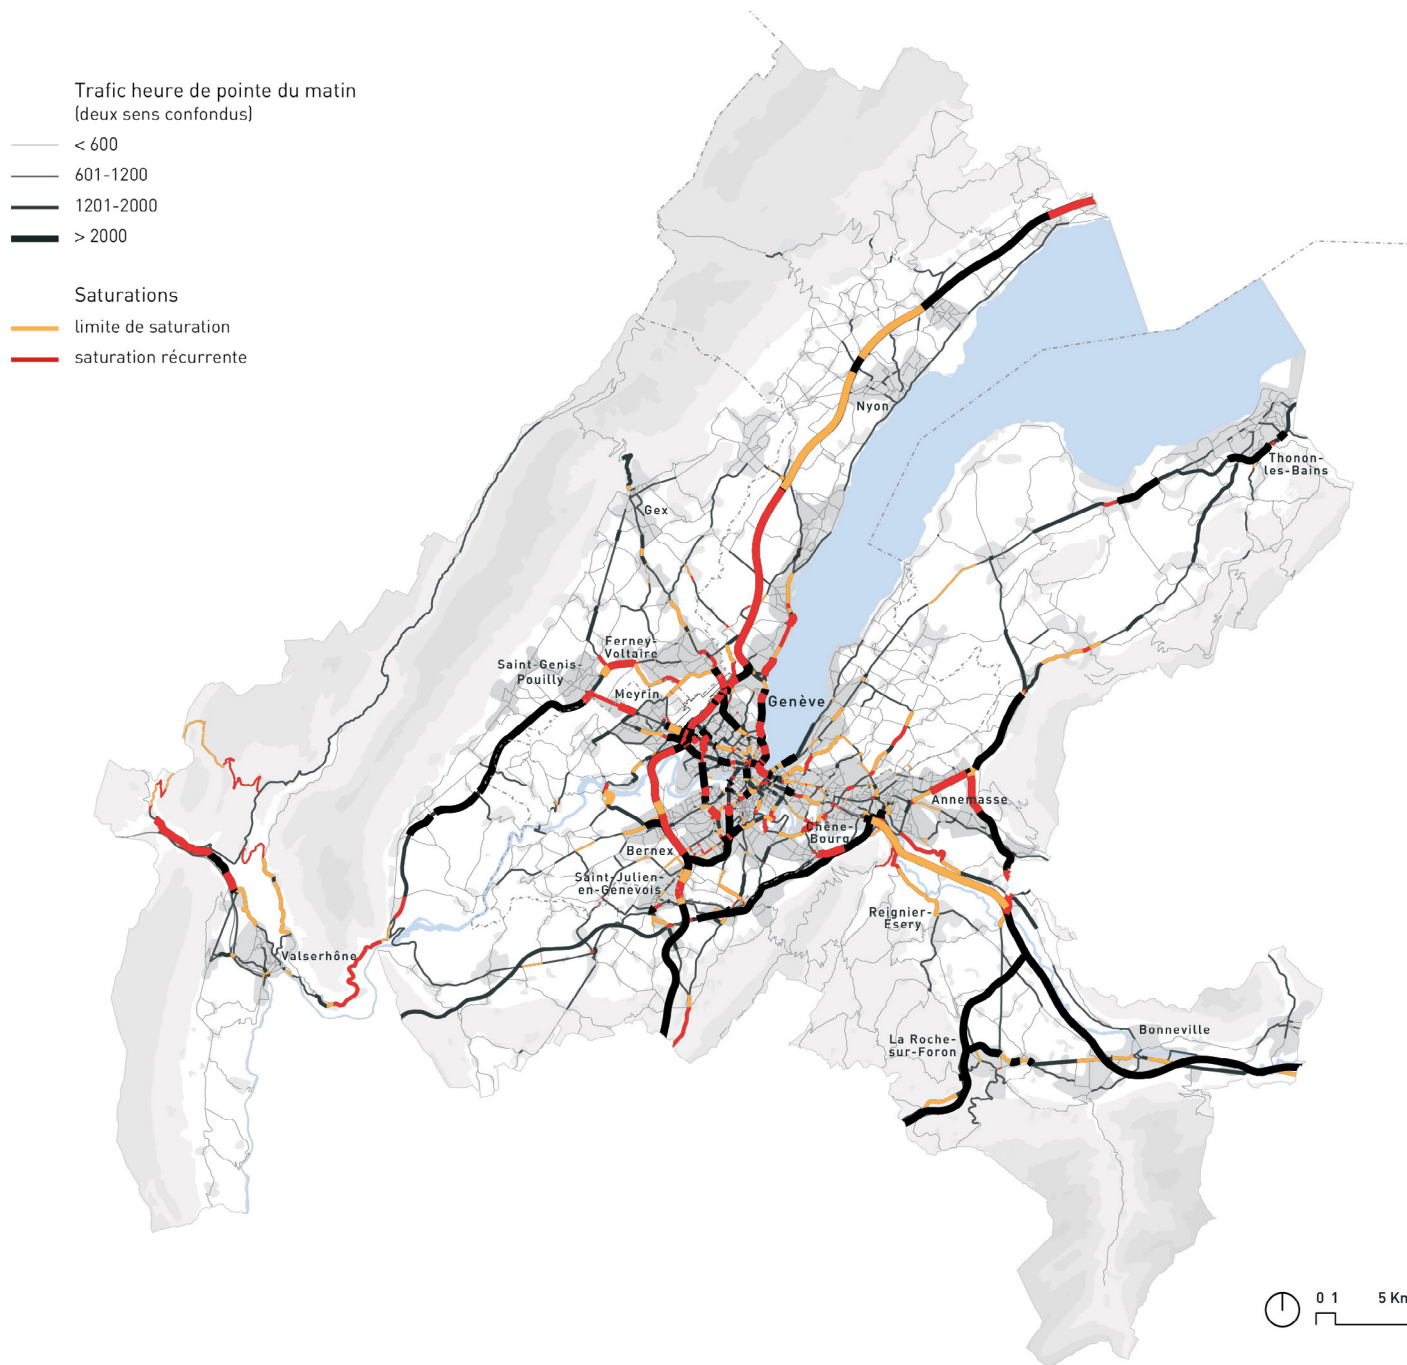 Trafic heure de pointe du matin
(deux sens confondus)
< 600
601-1200
1201-2000
> 2000
Saturations
limite de saturation
saturation récurrente
Nyon
Thonon-
les-Bains
Gex
Ferney-
Voltaire
Saint-Genis-
Pouilly
Meyrin
Genève
Annemasse
Chêne-
Bourg
Bernex
Saint-Julien-
en-Genevois
Reignier-
Esery
Valserhône
Bonneville
La Roche-
sur-Foron
0 1 5 Km